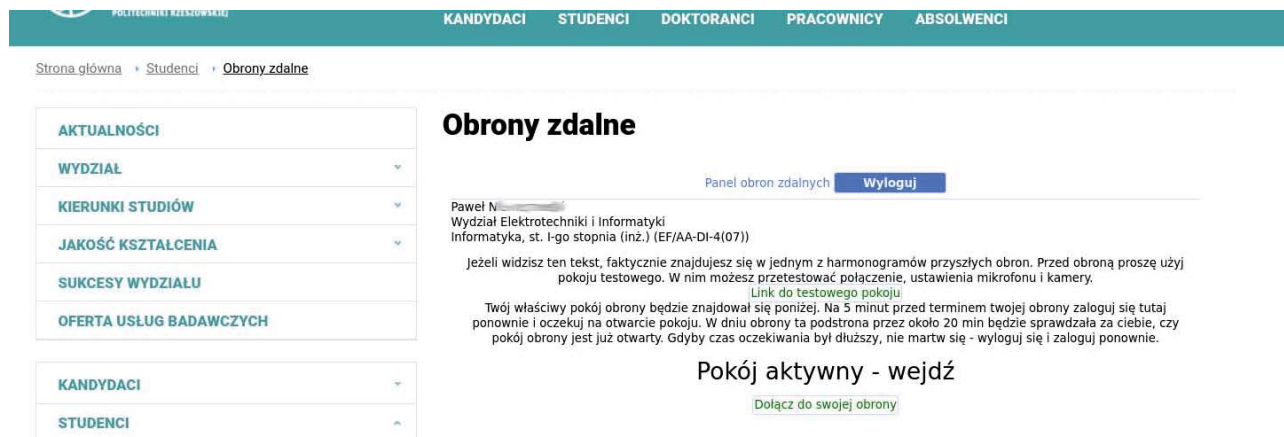 POLITECHNIKI RZESZOWSKIEJ
KANDYDACI STUDENCI DOKTORANCI PRACOWNICY ABSOLWENCI
Strona główna Studenci Obrony zdalne
AKTUALNOŚCI
WYDZIAŁ
KIERUNKI STUDIÓW
JAKOŚĆ KSZTAŁCENIA
SUKCESY WYDZIAŁU
OFERTA USŁUG BADAWCZYCH
KANDYDACI
STUDENCI
Obrony zdalne
Panel obron zdalnych Wyloguj
Paweł N
Wydział Elektrotechniki i Informatyki
Informatyka, st. I-go stopnia (inż.) (EF/AA-DI-4(07))
Jeżeli widzisz ten tekst, faktycznie znajdujesz się w jednym z harmonogramów przyszłych obron. Przed obroną proszę użyj
pokoju testowego. W nim możesz przetestować połączenie, ustawienia mikrofonu i kamery.
Link do testowego pokoju
Twój właściwy pokój obrony będzie znajdował się poniżej. Na 5 minut przed terminem twojej obrony zaloguj się tutaj
ponownie i oczekuj na otwarcie pokoju. W dniu obrony ta podstrona przez około 20 min będzie sprawdzała za ciebie, czy
pokój obrony jest już otwarty. Gdyby czas oczekiwania był dłuższy, nie martw się - wyloguj się i zaloguj ponownie.
Pokój aktywny - wejdź
Dołącz do swojej obrony